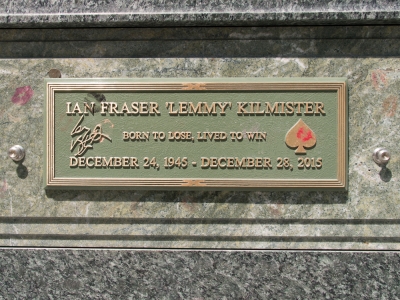 IAN FRASER 'LEMMY' KILMISTER
BORN TO LOSE, LIVED TO WIN
DECEMBER 24, 1945 - DECEMBER 28, 2015